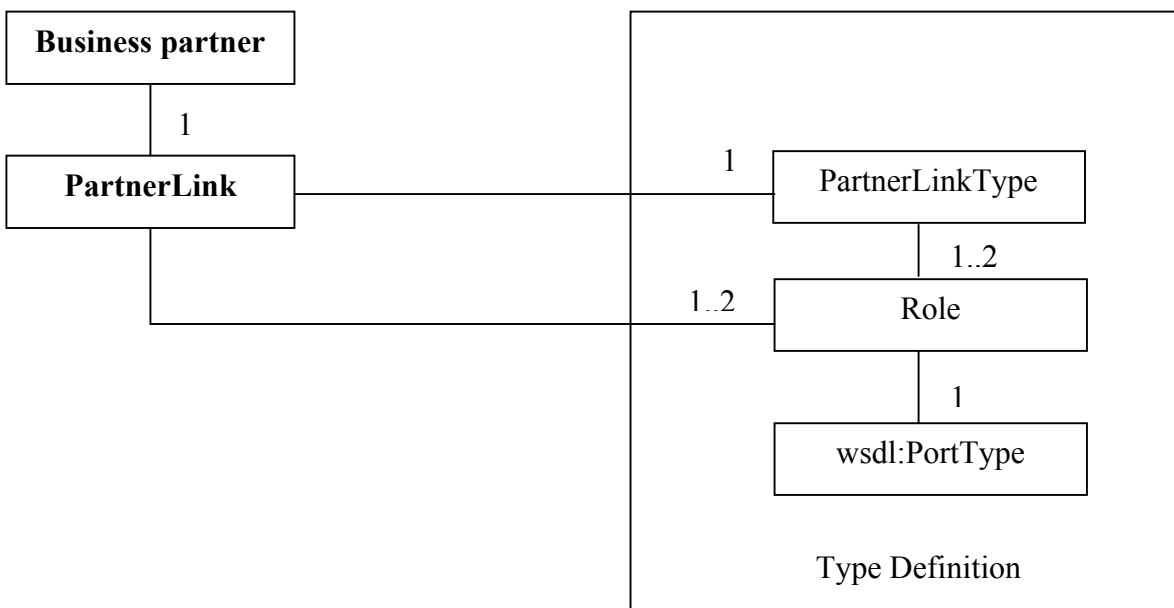 Business partner
1
PartnerLink
1
PartnerLinkType
1..2
1..2
Role
1
wsdl:PortType
Type Definition